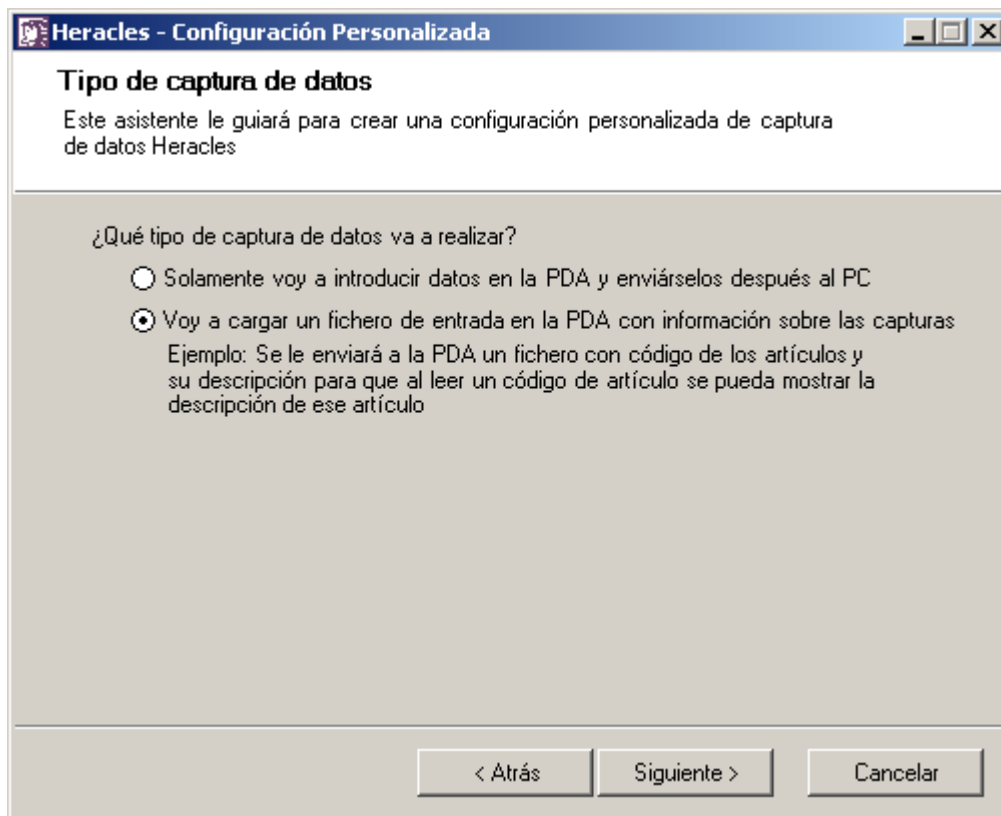 Heracles - Configuración Personalizada
Tipo de captura de datos
Este asistente le guiará para crear una configuración personalizada de captura
de datos Heracles
¿Qué tipo de captura de datos va a realizar?
Solamente voy a introducir datos en la PDA y enviárselos después al PC
Voy a cargar un fichero de entrada en la PDA con información sobre las capturas
Ejemplo: Se le enviará a la PDA un fichero con código de los artículos y
su descripción para que al leer un código de artículo se pueda mostrar la
descripción de ese artículo
< Atrás Siguiente > Cancelar